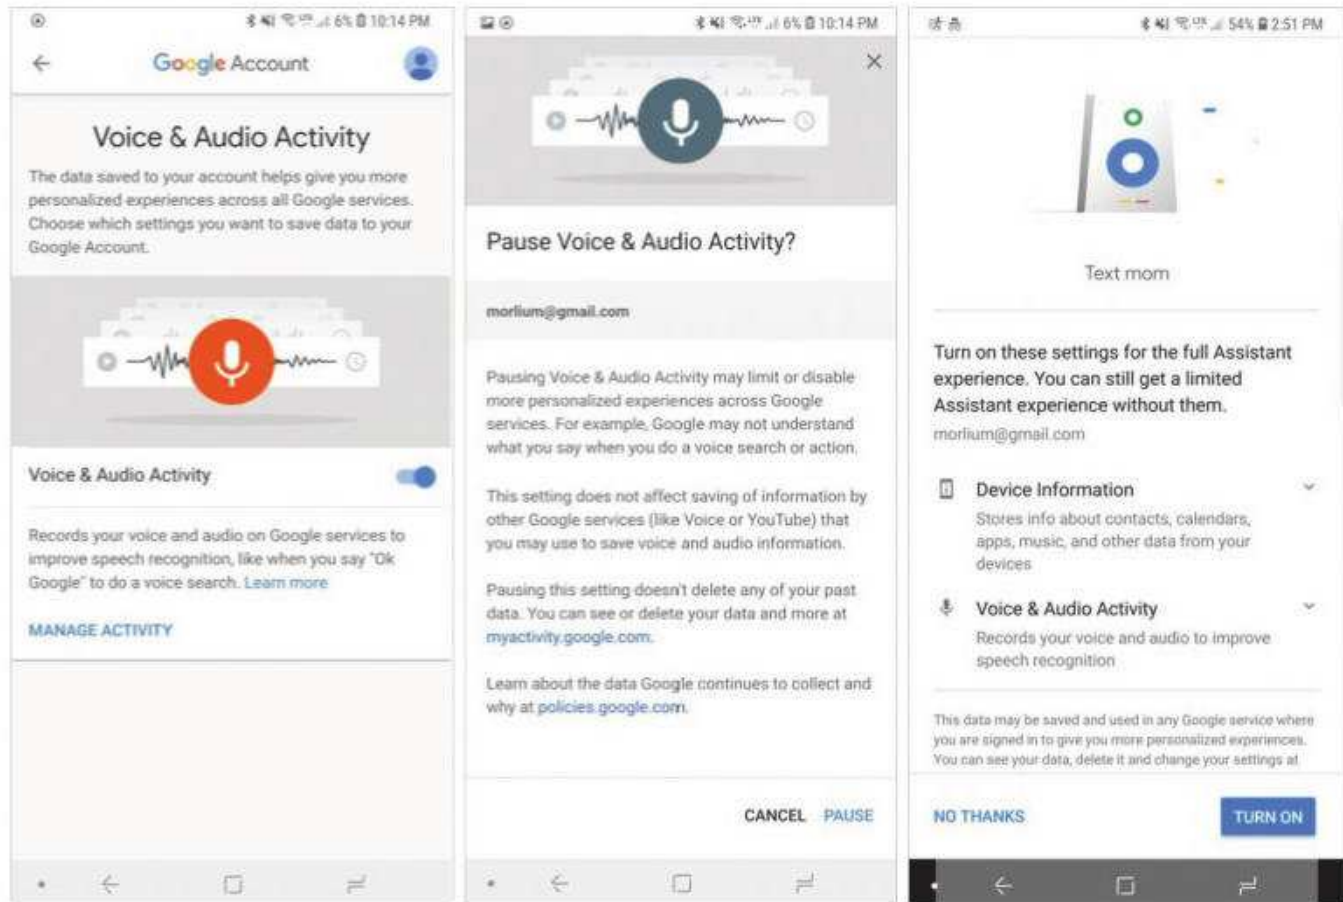 6% 10:14 PM
Google Account
Voice & Audio Activity
The data saved to your account helps give you more
personalized experiences across all Google services.
Choose which settings you want to save data to your
Google Account.
Voice & Audio Activity
Records your voice and audio on Google services to
improve speech recognition, like when you say "Ok
Google" to do a voice search. Learn more
MANAGE ACTIVITY
6% 10:14 PM
Pause Voice & Audio Activity?
morlium@gmail.com
Pausing Voice & Audio Activity may limit or disable
more personalized experiences across Google
services. For example, Google may not understand
what you say when you do a voice search or action.
This setting does not affect saving of information by
other Google services (like Voice or YouTube) that
you may use to save voice and audio information.
Pausing this setting doesn't delete any of your past
data. You can see or delete your data and more at
myactivity.google.com.
Learn about the data Google continues to collect and
why at policies.google.com.
CANCEL PAUSE
54% 2:51 PM
Text mom
Turn on these settings for the full Assistant
experience. You can still get a limited
Assistant experience without them.
morlium@gmail.com
Device Information
Stores info about contacts, calendars,
apps, music, and other data from your
devices
Voice & Audio Activity
Records your voice and audio to improve
speech recognition
This data may be saved and used in any Google service where
you are signed in to give you more personalized experiences.
You can see your data, delete it and change your settings at
NO THANKS TURN ON